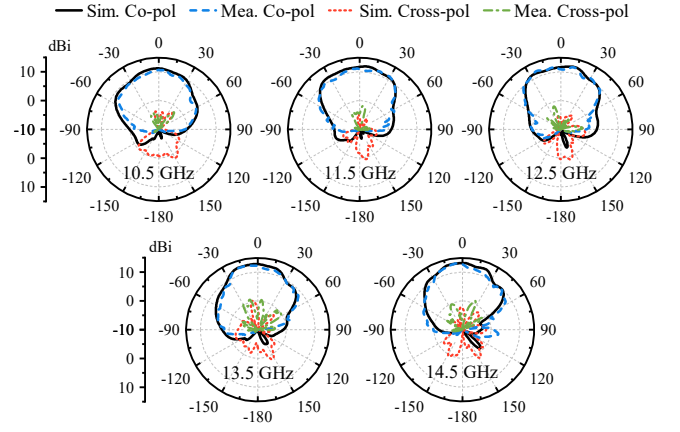 Sim. Co-pol Mea. Co-pol Sim. Cross-pol Mea. Cross-pol
dBi 0 0 0
-30 30 -30 30 -30 30
10 -60 60 -60 60 -60 60
0
-10 -90 90 -90 90 -90 90
0
-120 120 -120 120 -120 120
10.5 GHz 11.5 GHz 12.5 GHz
10
-150 150 -150 150 -150 150
-180 -180 -180
dBi 0 0
-30 30 -30 30
10 -60 60 -60 60
0
-10 -90 90 -90 90
0
13.5 GHz 14.5 GHz
-120 120 -120 120
10
-150 150 -150 150
-180 -180